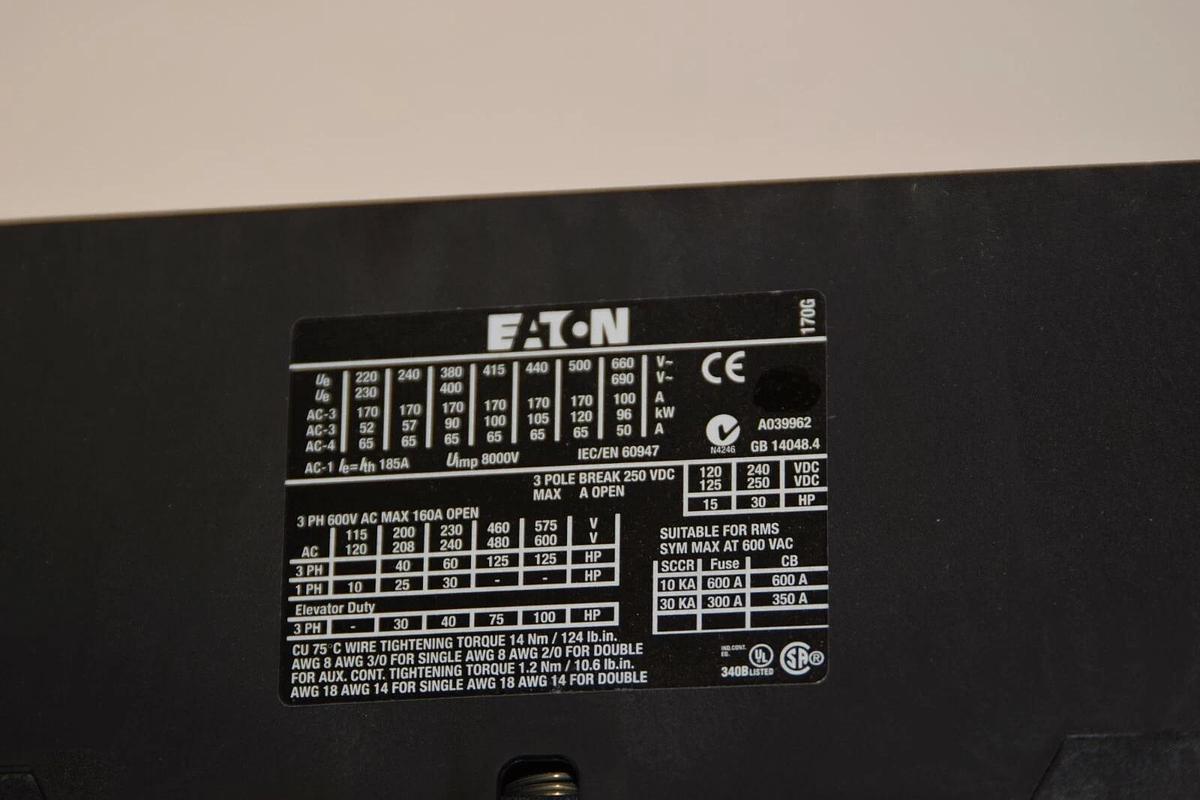 EATON
170G
Ue 220 240 380 415 440 500 660 V~
Ue 230 400 690 V~
AC-3 170 170 170 170 170 170 100 A
AC-3 52 57 90 100 105 120 96 kW
AC-4 65 65 65 65 65 65 50 A
AC-1 Ie=Ith 185A Uimp 8000V IEC/EN 60947
CE
N4246
A039962
GB 14048.4
3 POLE BREAK 250 VDC
MAX A OPEN
120 240 VDC
125 250 VDC
15 30 HP
3 PH 600V AC MAX 160A OPEN
115 200 230 460 575 V
AC 120 208 240 480 600 V
3 PH 40 60 125 125 HP
1 PH 10 25 30 - - HP
Elevator Duty
3 PH - 30 40 75 100 HP
SUITABLE FOR RMS
SYM MAX AT 600 VAC
SCCR Fuse CB
10 KA 600 A 600 A
30 KA 300 A 350 A
CU 75°C WIRE TIGHTENING TORQUE 14 Nm / 124 lb.in.
AWG 8 AWG 3/0 FOR SINGLE AWG 8 AWG 2/0 FOR DOUBLE
FOR AUX. CONT. TIGHTENING TORQUE 1.2 Nm / 10.6 lb.in.
AWG 18 AWG 14 FOR SINGLE AWG 18 AWG 14 FOR DOUBLE
IND.CONT.
EQ.
340B UL LISTED
SA ®